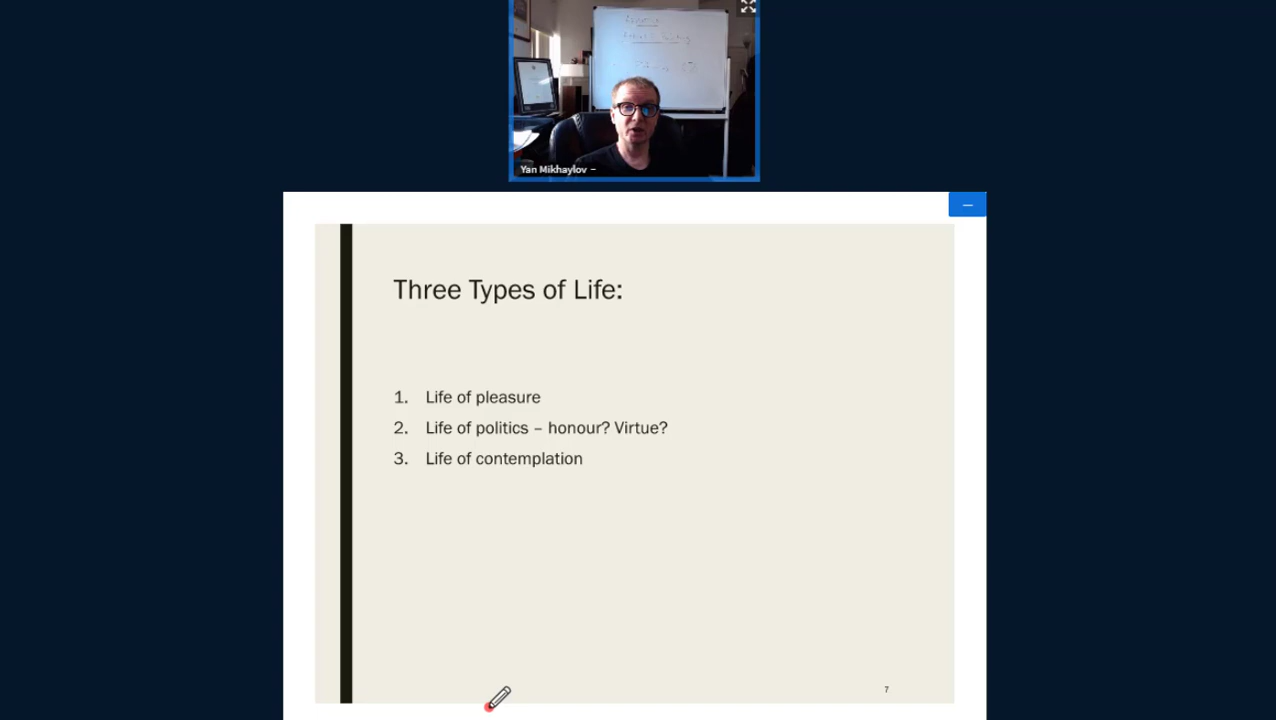 Yan Mikhaylov
Three Types of Life:
1. Life of pleasure
2. Life of politics – honour? Virtue?
3. Life of contemplation
7